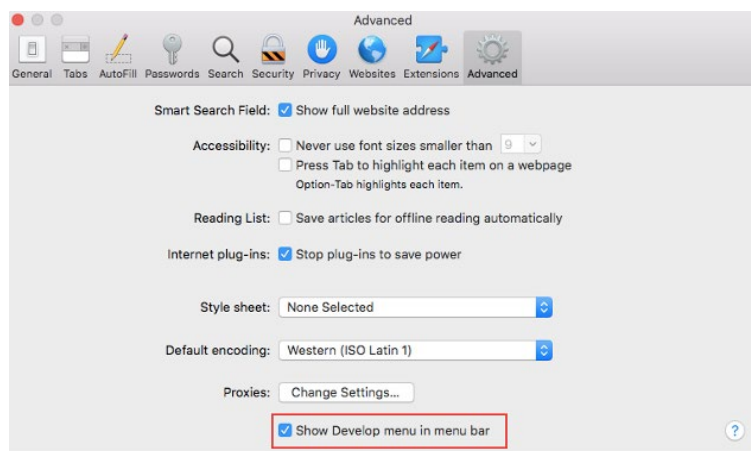 Advanced
General Tabs AutoFill Passwords Search Security Privacy Websites Extensions Advanced
Smart Search Field: Show full website address
Accessibility: Never use font sizes smaller than 9
Press Tab to highlight each item on a webpage
Option-Tab highlights each item.
Reading List: Save articles for offline reading automatically
Internet plug-ins: Stop plug-ins to save power
Style sheet: None Selected
Default encoding: Western (ISO Latin 1)
Proxies: Change Settings...
Show Develop menu in menu bar
?